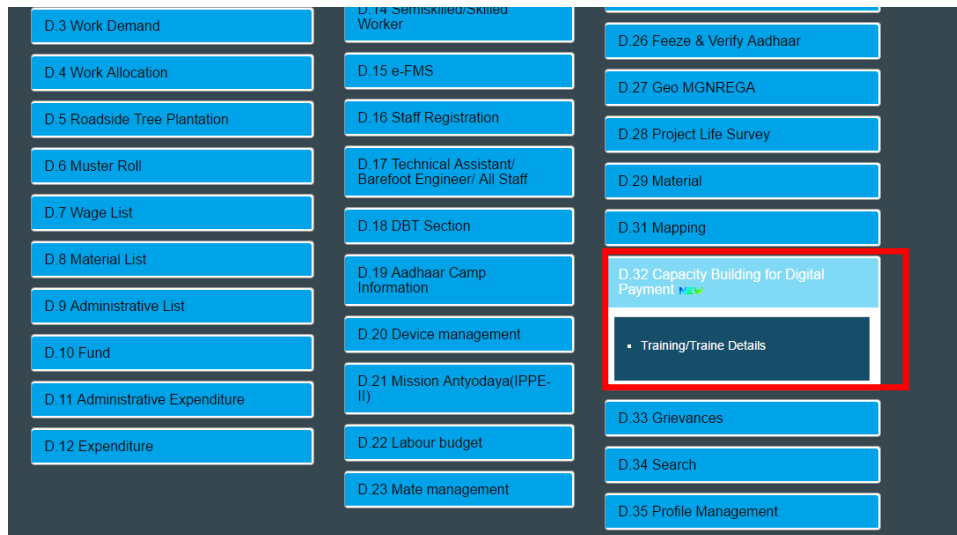 D.3 Work Demand
D.4 Work Allocation
D.5 Roadside Tree Plantation
D.6 Muster Roll
D.7 Wage List
D.8 Material List
D.9 Administrative List
D.10 Fund
D.11 Administrative Expenditure
D.12 Expenditure
D.14 Semiskilled/Skilled
Worker
D.15 e-FMS
D.16 Staff Registration
D.17 Technical Assistant/
Barefoot Engineer/ All Staff
D.18 DBT Section
D.19 Aadhaar Camp
Information
D.20 Device management
D.21 Mission Antyodaya(IPPE-
II)
D.22 Labour budget
D.23 Mate management
D.26 Feeze & Verify Aadhaar
D.27 Geo MGNREGA
D.28 Project Life Survey
D.29 Material
D.31 Mapping
D.32 Capacity Building for Digital
Payment NEW
▪ Training/Traine Details
D.33 Grievances
D.34 Search
D.35 Profile Management